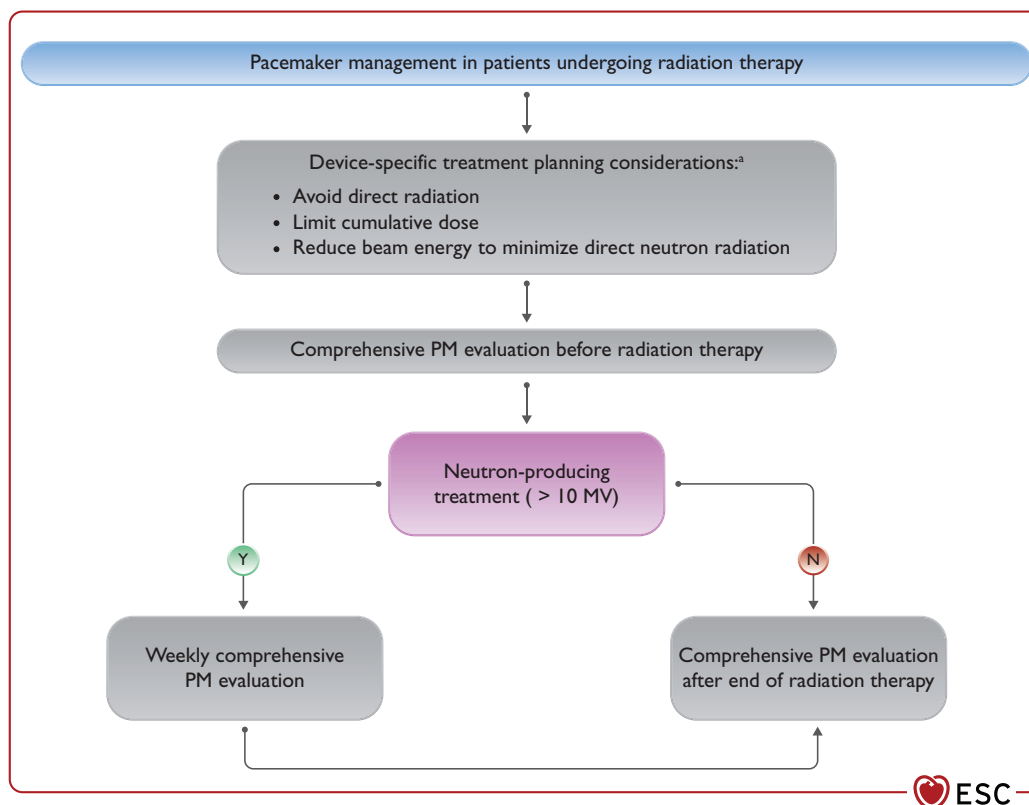 Pacemaker management in patients undergoing radiation therapy
Device-specific treatment planning considerations:ª
• Avoid direct radiation
• Limit cumulative dose
• Reduce beam energy to minimize direct neutron radiation
Comprehensive PM evaluation before radiation therapy
Neutron-producing
treatment ( > 10 MV)
Y
N
Weekly comprehensive
PM evaluation
Comprehensive PM evaluation
after end of radiation therapy
ESC